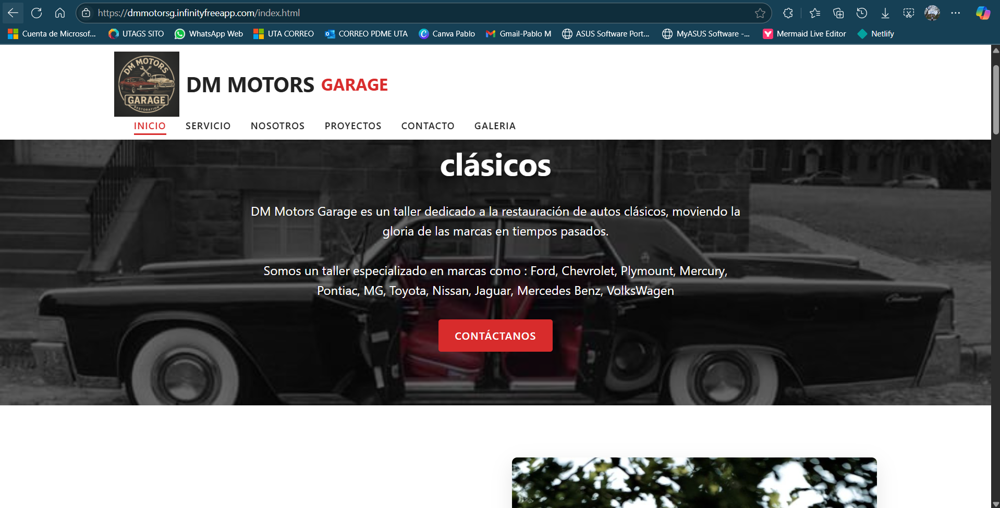 https://dmmotorsg.infinityfreeapp.com/index.html
Cuenta de Microsof... UTAGS SITO WhatsApp Web UTA CORREO CORREO PDME UTA Canva Pablo Gmail-Pablo M ASUS Software Port... MyASUS Software -... Mermaid Live Editor Netlify
DM MOTORS
GARAGE
RESTORATION
DM MOTORS GARAGE
INICIO SERVICIO NOSOTROS PROYECTOS CONTACTO GALERIA
clásicos
DM Motors Garage es un taller dedicado a la restauración de autos clásicos, moviendo la
gloria de las marcas en tiempos pasados.
Somos un taller especializado en marcas como : Ford, Chevrolet, Plymount, Mercury,
Pontiac, MG, Toyota, Nissan, Jaguar, Mercedes Benz, VolksWagen
CONTÁCTANOS